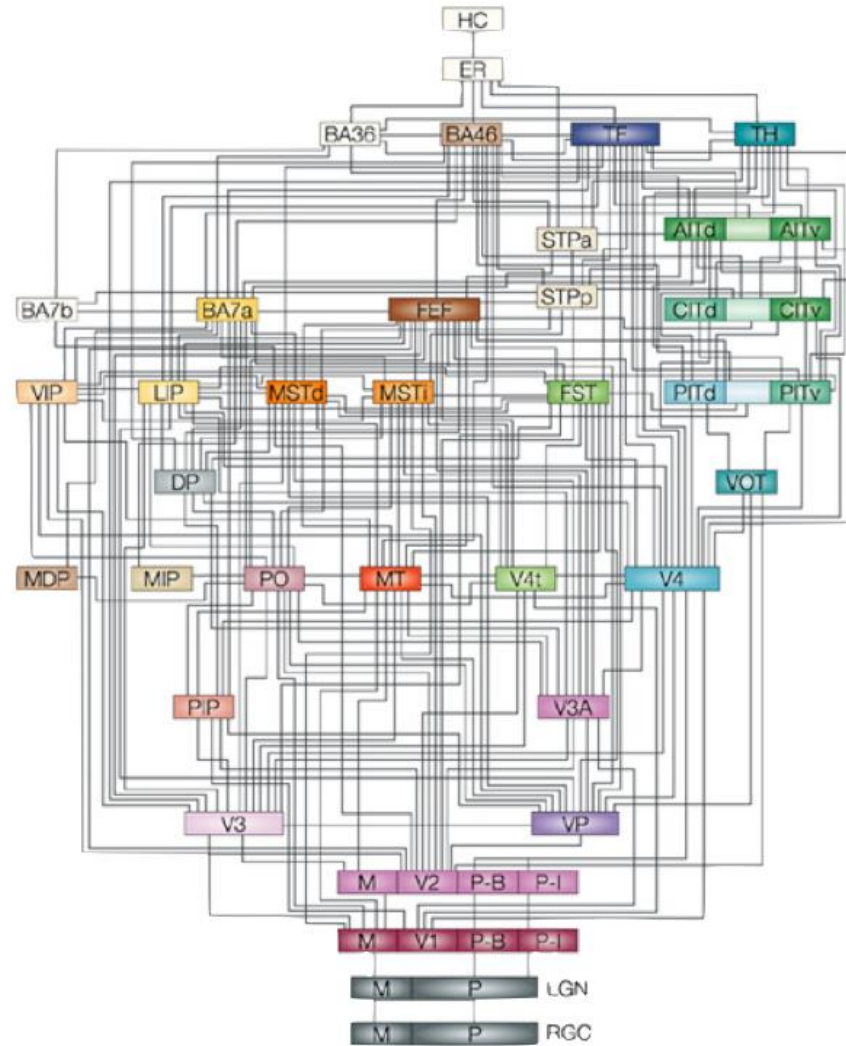 HC
ER
BA36 BA46 TF TH
STPa AITd AITv
BA7b BA7a FEF STPp CITd CITv
VIP LIP MSTd MSTi FST PITd PITv
DP VOT
MDP MIP PO MT V4t V4
PIP V3A
V3 VP
M V2 P-B P-I
M V1 P-B P-I
M P LGN
M P RGC